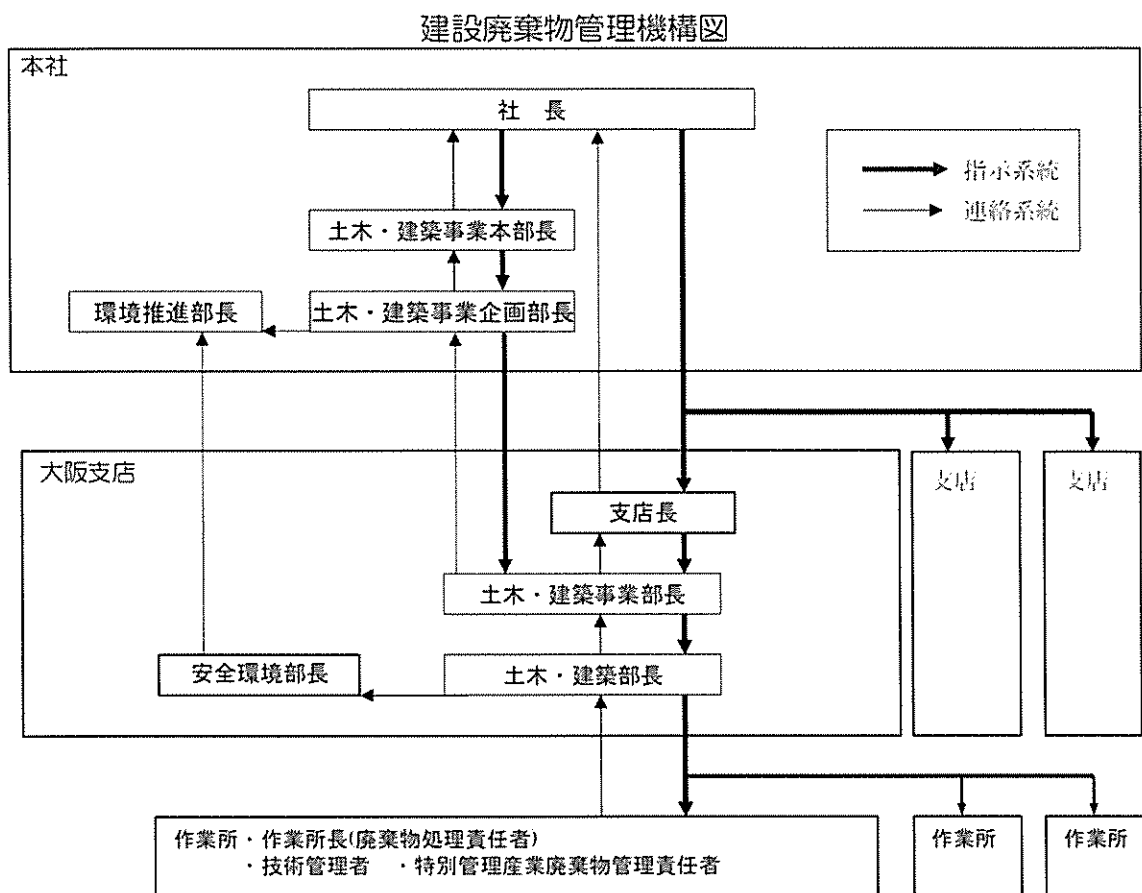 建設廃棄物管理機構図
本社
社　長
指示系統
連絡系統
土木・建築事業本部長
環境推進部長
土木・建築事業企画部長
大阪支店
支店
支店
支店長
土木・建築事業部長
安全環境部長
土木・建築部長
作業所・作業所長(廃棄物処理責任者)
・技術管理者　・特別管理産業廃棄物管理責任者
作業所
作業所